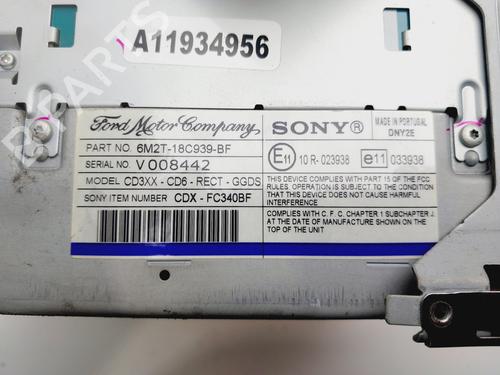 A11934956
Ford Motor Company
SONY®
MADE IN PORTUGAL
DNY2E
PART NO. 6M2T-18C939-BF
SERIAL NO. V008442
E11 10 R- 023938
e11 033938
MODEL CD3XX - CD6 - RECT - GGDS
SONY ITEM NUMBER CDX - FC340BF
THIS DEVICE COMPLIES WITH PART 15 OF THE FCC
RULES. OPERATION IS SUBJECT TO THE CONDITION
THAT THIS DEVICE DOES NOT CAUSE HARMFUL
INTERFERENCE
COMPLIES WITH C. F. C, CHAPTER 1 SUBCHAPTER J.
AT THE DATE OF MANUFACTURE SHOWN ON THE
TOP OF THE UNIT